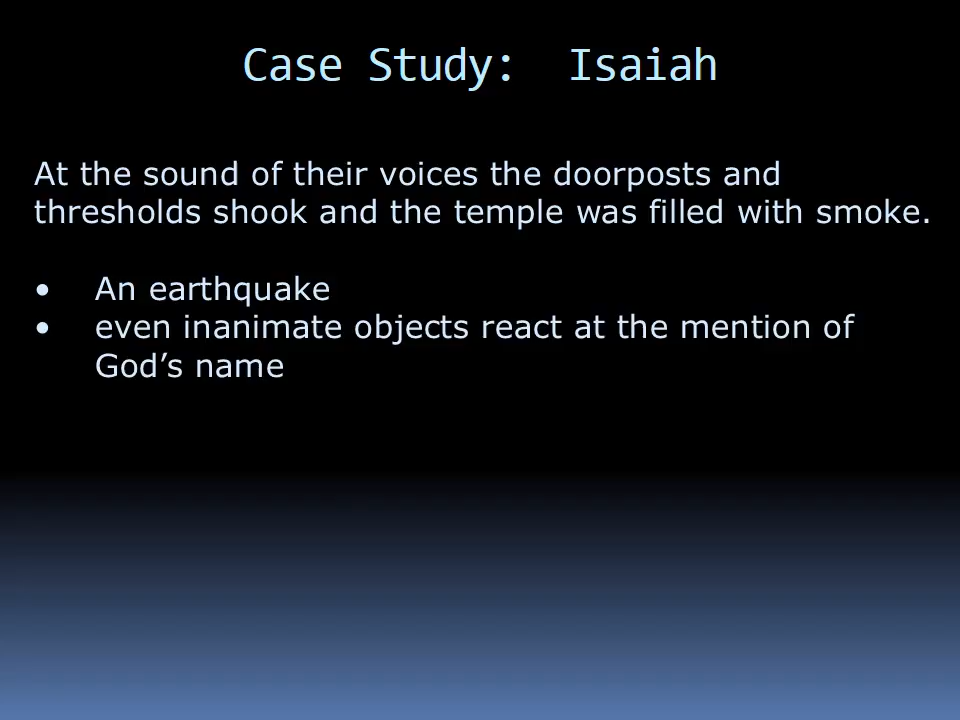 Case Study:  Isaiah
At the sound of their voices the doorposts and
thresholds shook and the temple was filled with smoke.
• An earthquake
• even inanimate objects react at the mention of
God’s name